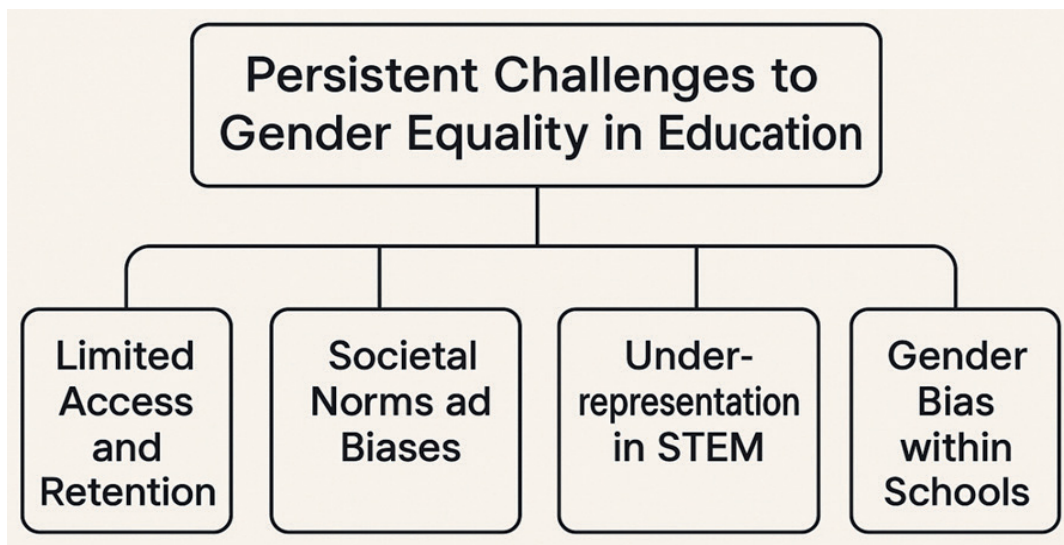 Persistent Challenges to
Gender Equality in Education
Limited
Access
and
Retention
Societal
Norms ad
Biases
Under-
representation
in STEM
Gender
Bias
within
Schools